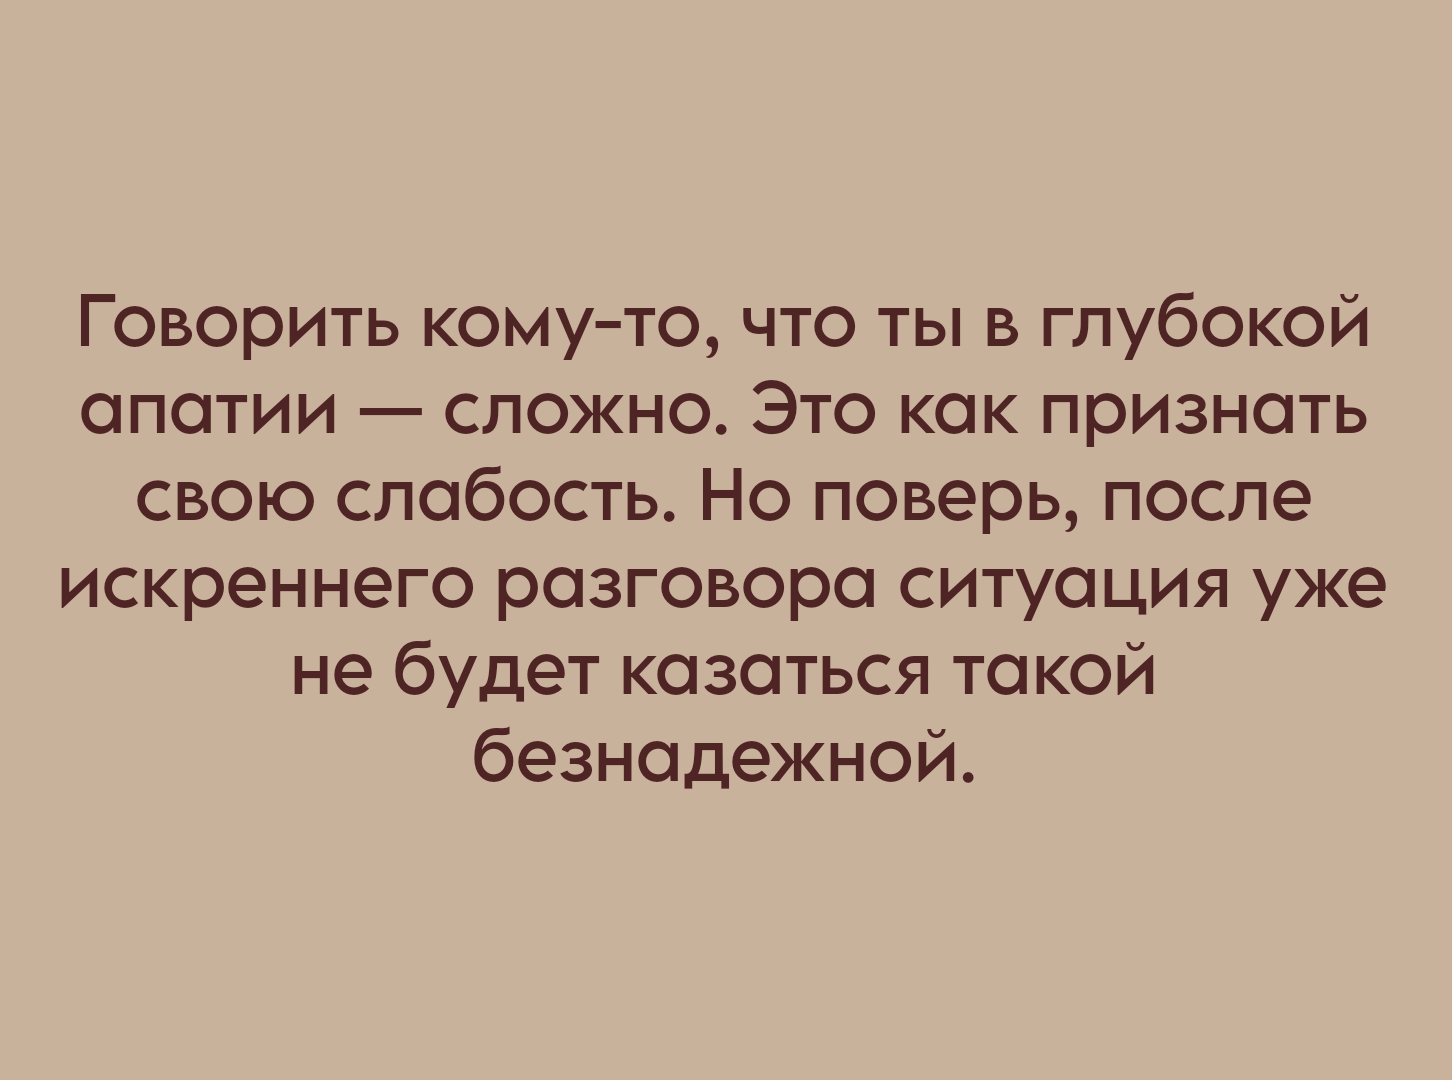 Говорить кому-то, что ты в глубокой
апатии — сложно. Это как признать
свою слабость. Но поверь, после
искреннего разговора ситуация уже
не будет казаться такой
безнадежной.